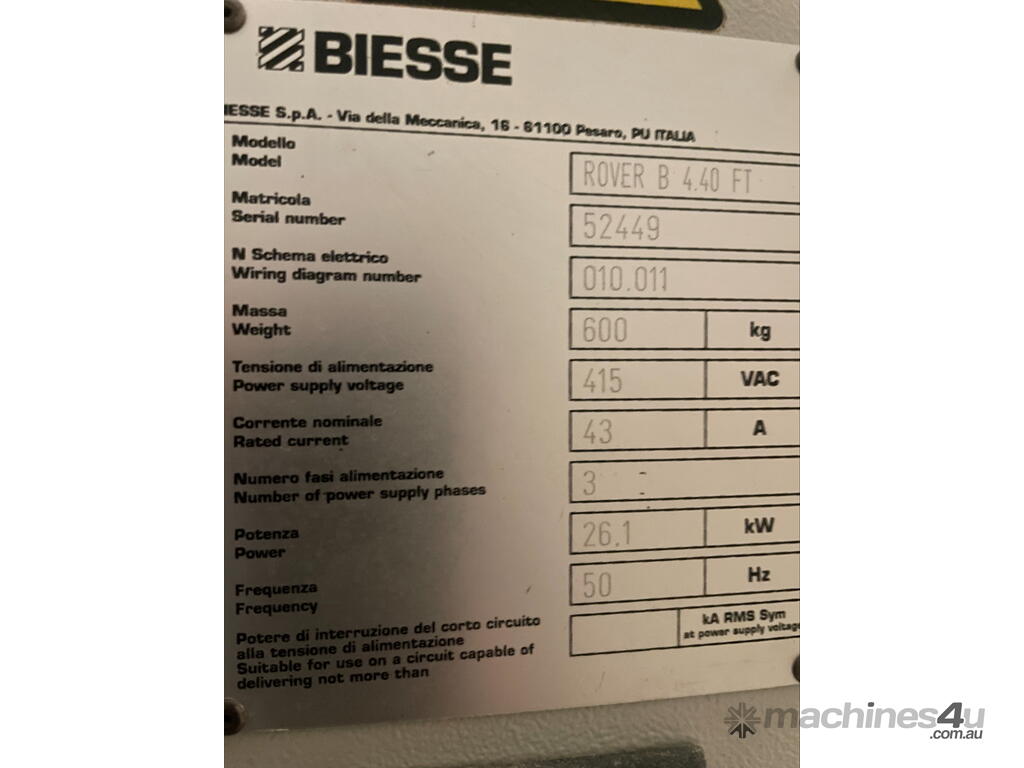 BIESSE
IESSE S.p.A. - Via della Meccanica, 16 - 61100 Pesaro, PU ITALIA
Modello
Model
ROVER B 4.40 FT
Matricola
Serial number
52449
N Schema elettrico
Wiring diagram number
010.011
Massa
Weight
600 kg
Tensione di alimentazione
Power supply voltage
415 VAC
Corrente nominale
Rated current
43 A
Numero fasi alimentazione
Number of power supply phases
3
Potenza
Power
26.1 kW
Frequenza
Frequency
50 Hz
Potere di interruzione del corto circuito
alla tensione di alimentazione
Suitable for use on a circuit capable of
delivering not more than
kA RMS Sym
at power supply voltage
machines4u
.com.au